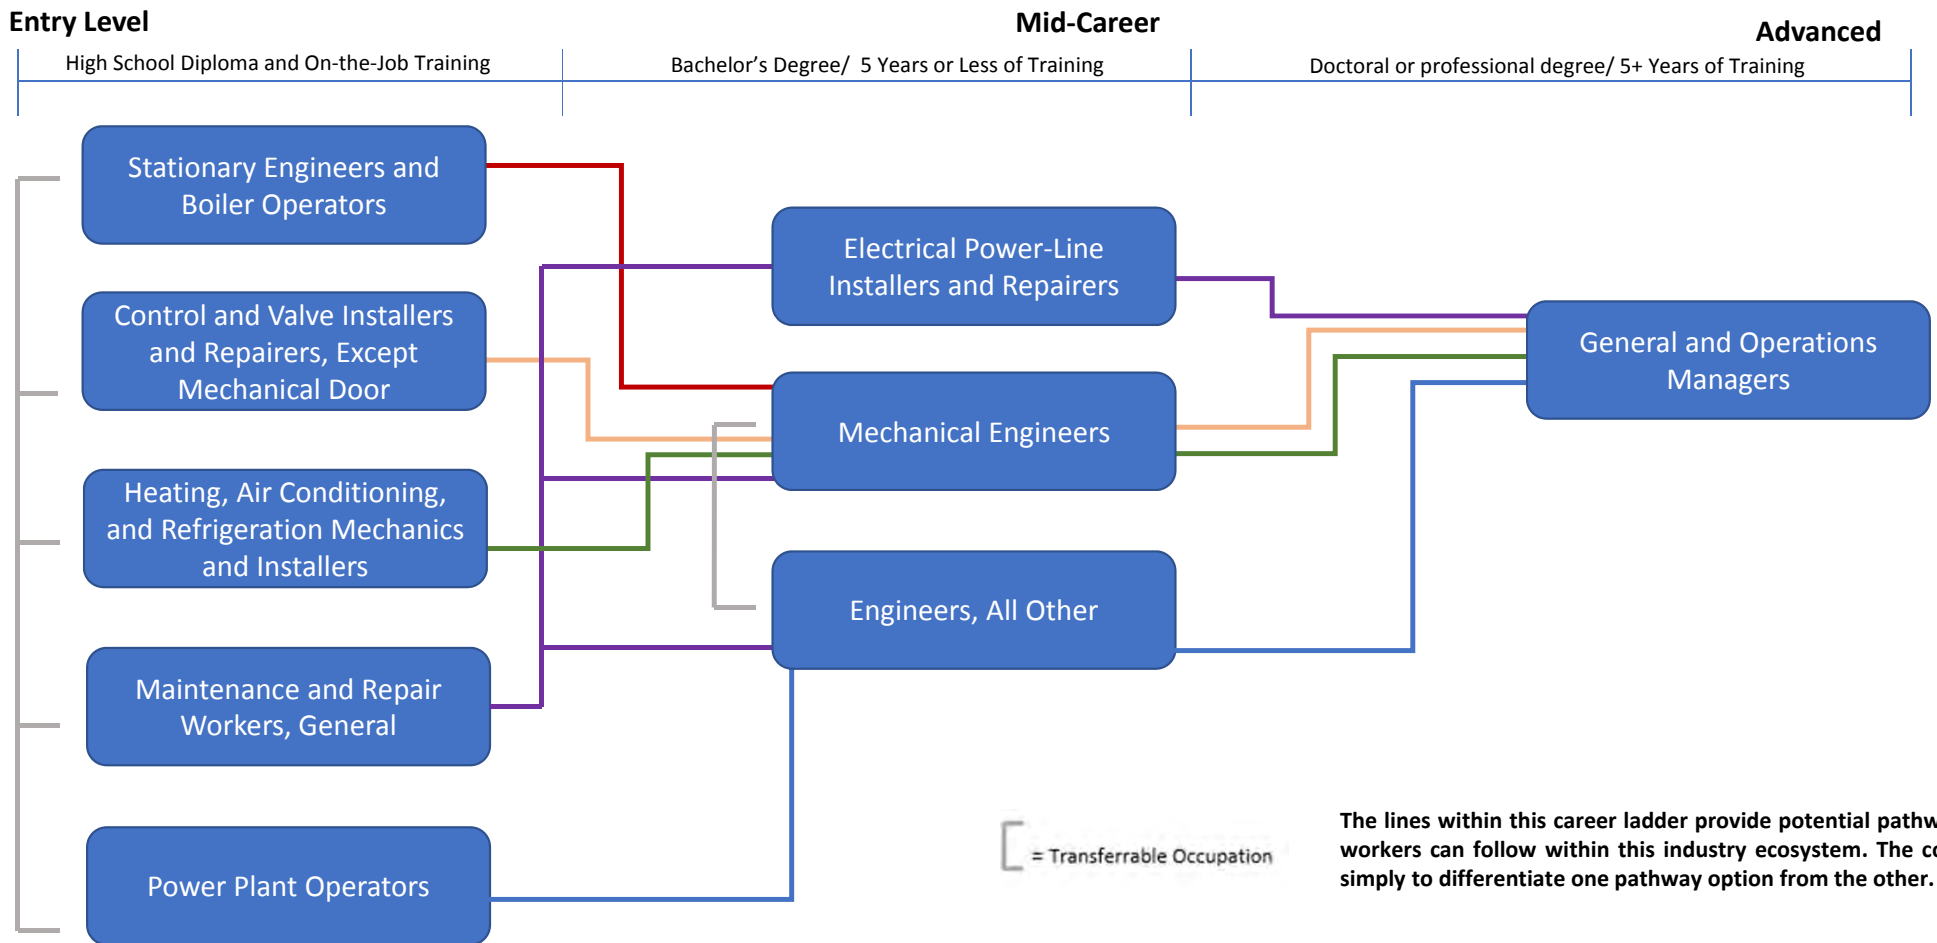 Entry Level
Mid-Career
Advanced
High School Diploma and On-the-Job Training
Bachelor's Degree/ 5 Years or Less of Training
Doctoral or professional degree/ 5+ Years of Training
Stationary Engineers and
Boiler Operators
Control and Valve Installers
and Repairers, Except
Mechanical Door
Heating, Air Conditioning,
and Refrigeration Mechanics
and Installers
Maintenance and Repair
Workers, General
Power Plant Operators
Electrical Power-Line
Installers and Repairers
Mechanical Engineers
Engineers, All Other
General and Operations
Managers
= Transferrable Occupation
The lines within this career ladder provide potential
workers can follow within this industry ecosystem. The
simply to differentiate one pathway option from the other.